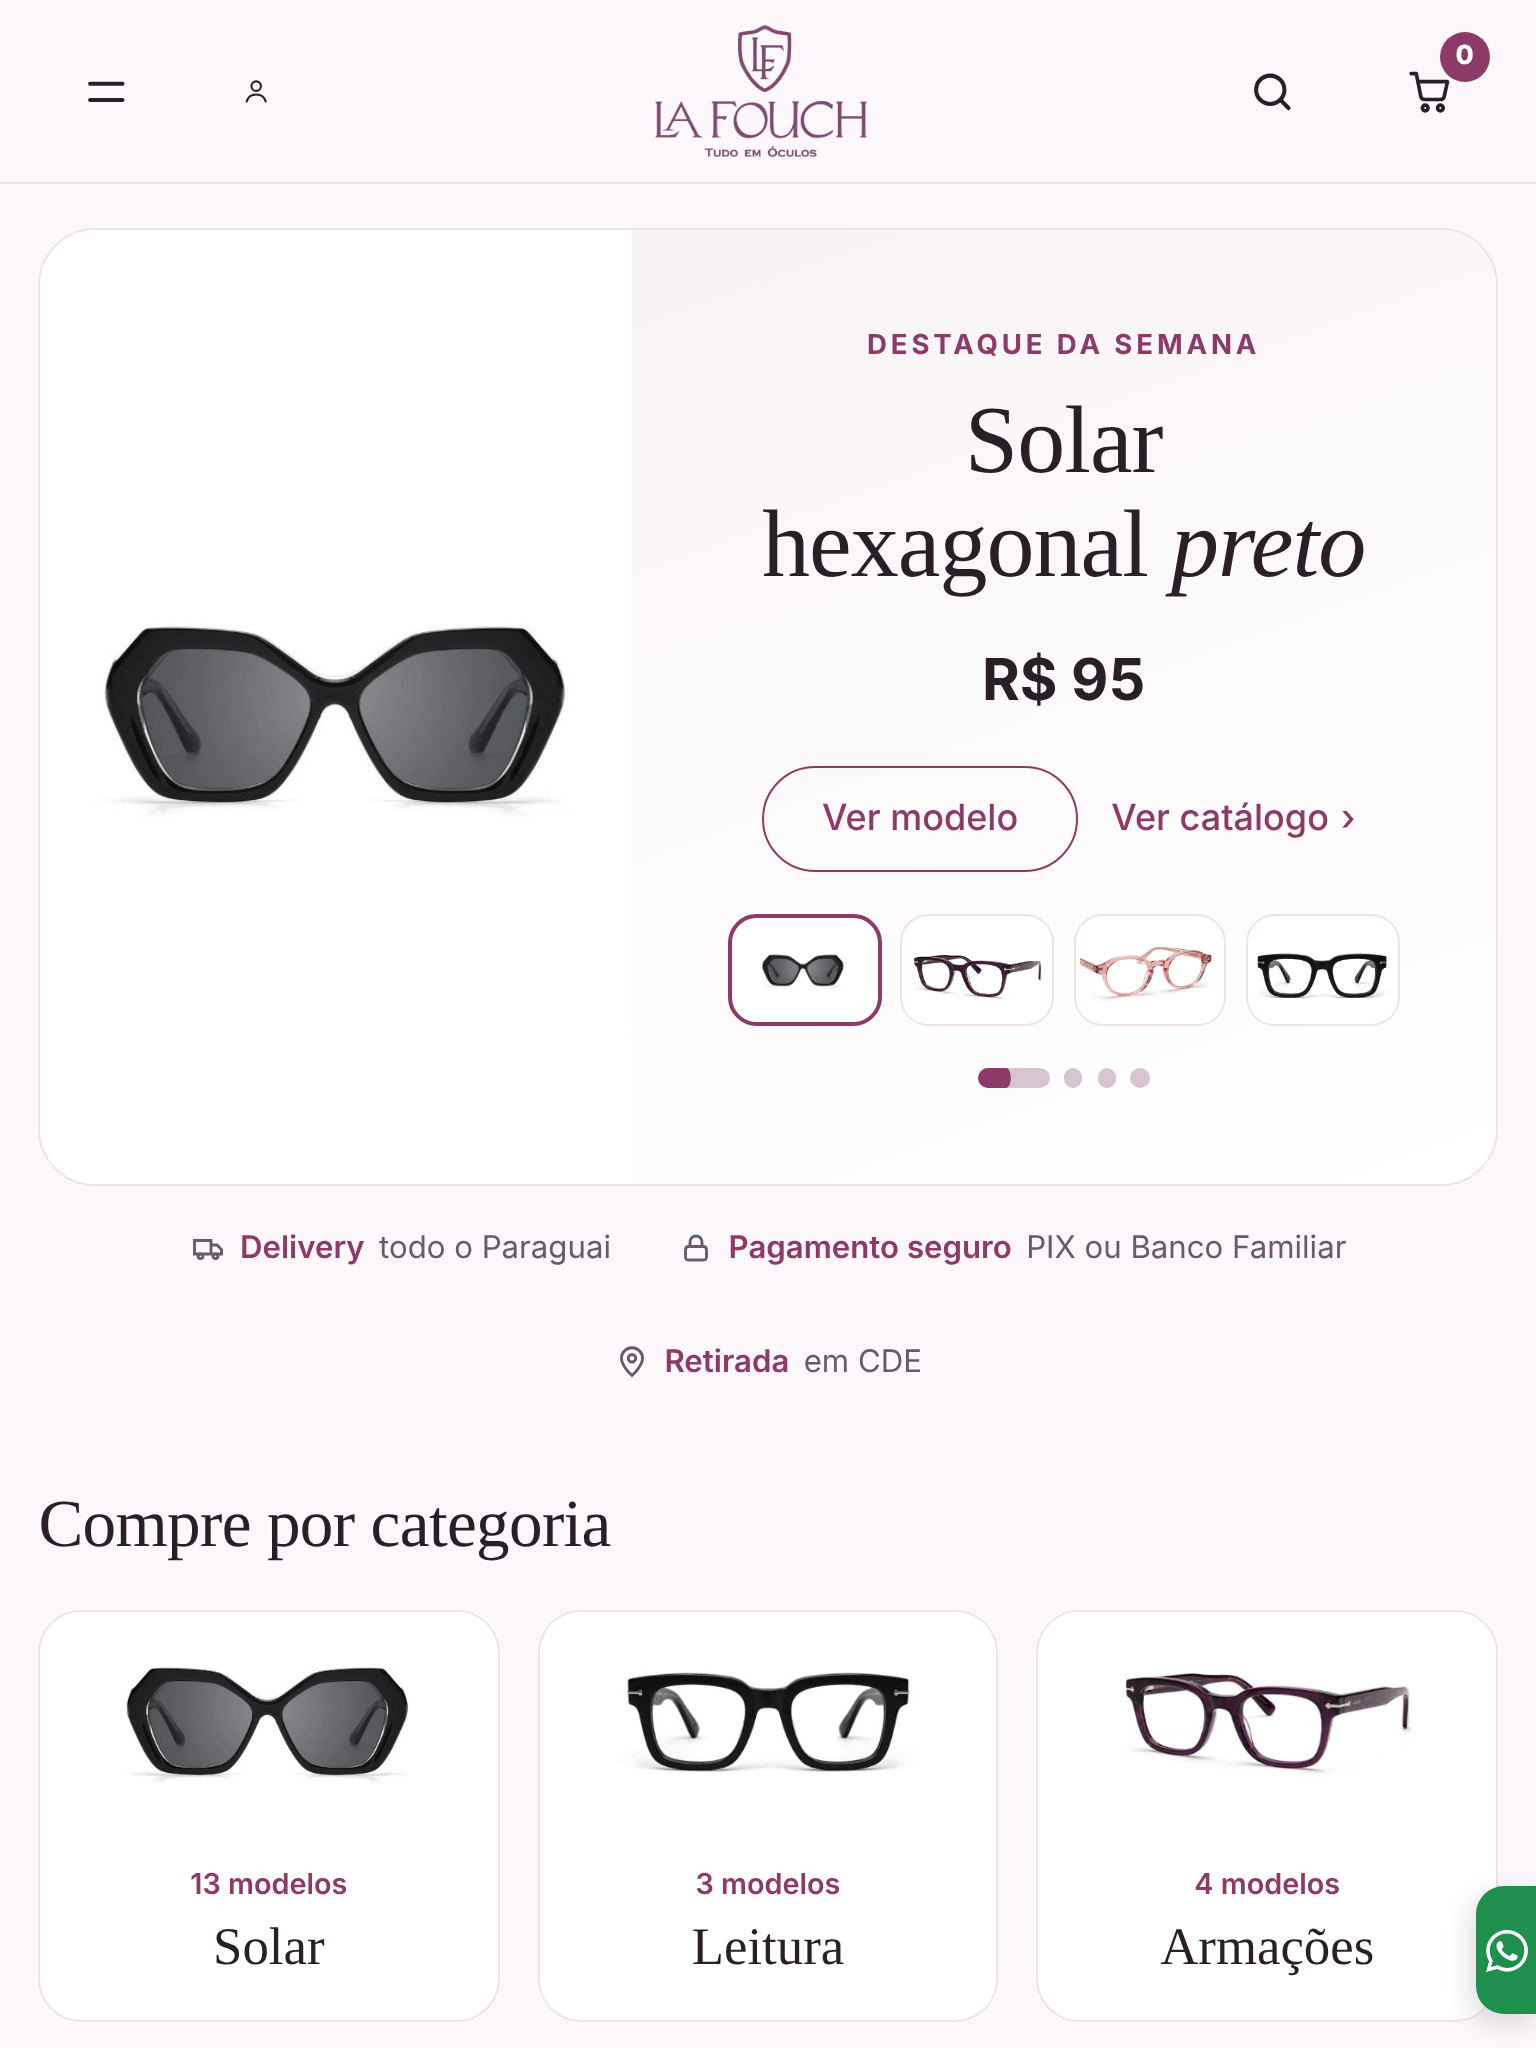 LF
LA FOUCH
TUDO EM ÓCULOS
0
DESTAQUE DA SEMANA
Solar
hexagonal preto
R$ 95
Ver modelo
Ver catálogo ›
Delivery todo o Paraguai
Pagamento seguro PIX ou Banco Familiar
Retirada em CDE
Compre por categoria
13 modelos
Solar
3 modelos
Leitura
4 modelos
Armações